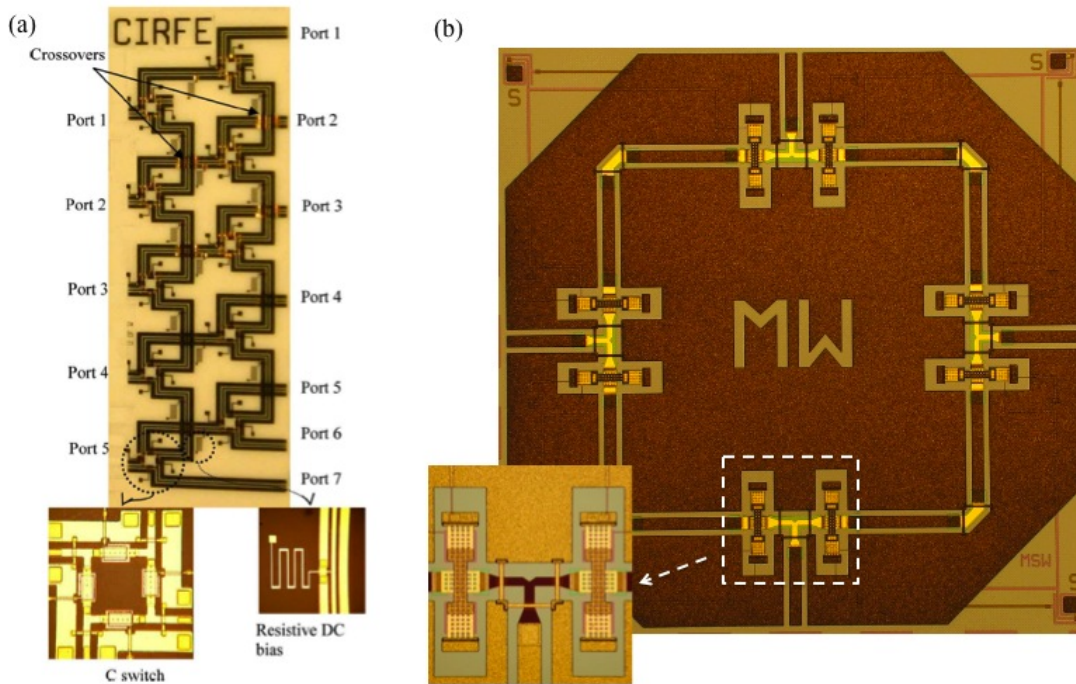 (a)
CIRFE
Crossovers
Port 1
Port 1
Port 2
Port 2
Port 3
Port 3
Port 4
Port 4
Port 5
Port 5
Port 6
Port 7
C switch
Resistive DC
bias
(b)
S
S
MW
MSW
S